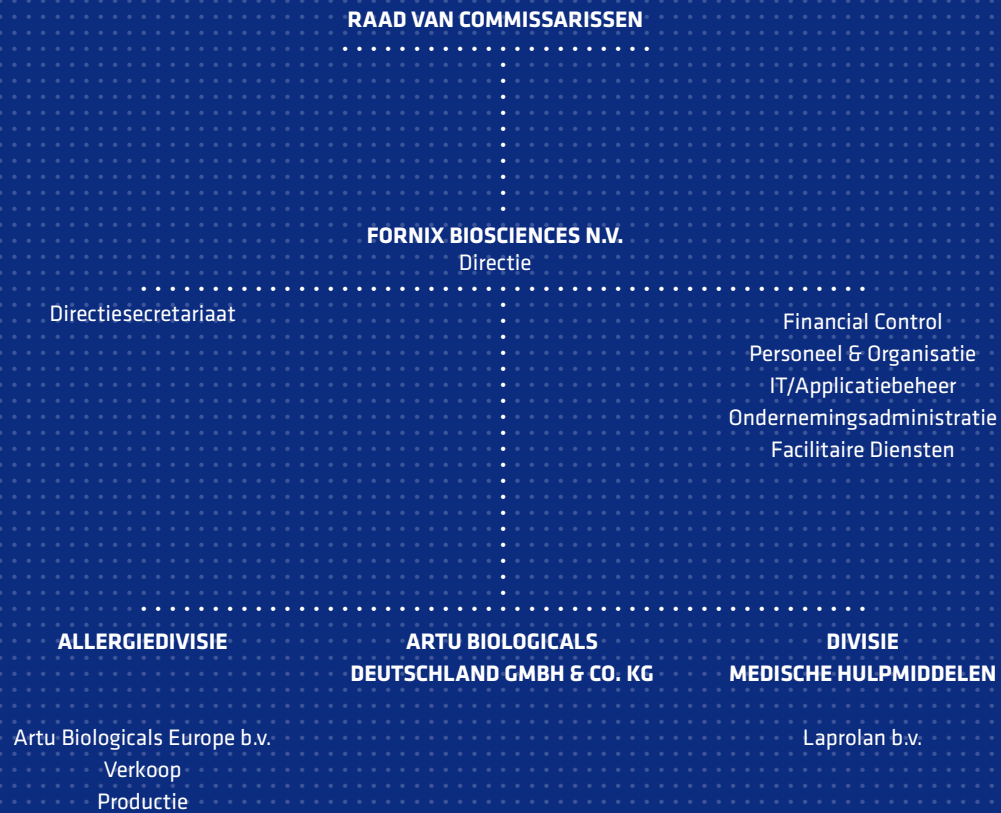 RAAD VAN COMMISSARISSEN
FORNIX BIOSCIENCES N.V.
Directie
Directiesecretariaat
Financial Control
Personeel & Organisatie
IT/Applicatiebeheer
Ondernemingsadministratie
Facilitaire Diensten
ALLERGIEDIVISIE
Artu Biologicals Europe b.v.
Verkoop
Productie
ARTU BIOLOGICALS
DEUTSCHLAND GMBH & CO. KG
DIVISIE
MEDISCHE HULPMIDDELEN
Laprolan b.v.